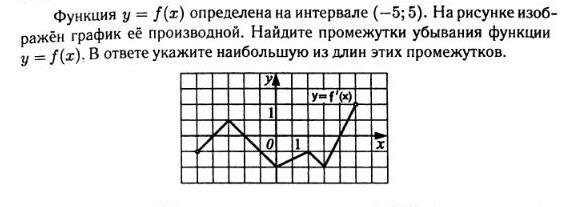 Функция y = f(x) определена на интервале (−5; 5). На рисунке изоб-
ражён график её производной. Найдите промежутки убывания функции
y = f(x). В ответе укажите наибольшую из длин этих промежутков.
y
y=f'(x)
1
0 1 x